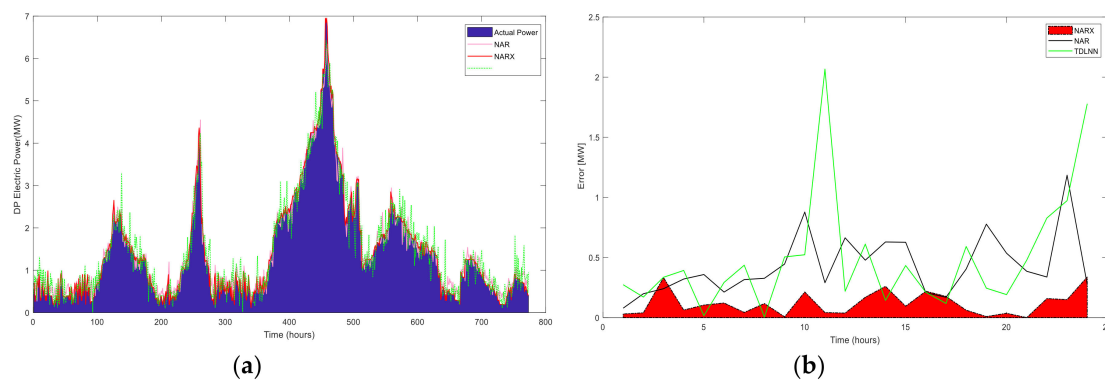 7
6
5
4
3
2
1
0
DP Electric Power(MW)
Actual Power
NAR
NARX
0 100 200 300 400 500 600 700 800
Time (hours)
(a)
2.5
2
1.5
1
0.5
0
Error [MW]
NARX
NAR
TDLNN
0 5 10 15 20 25
Time (hours)
(b)